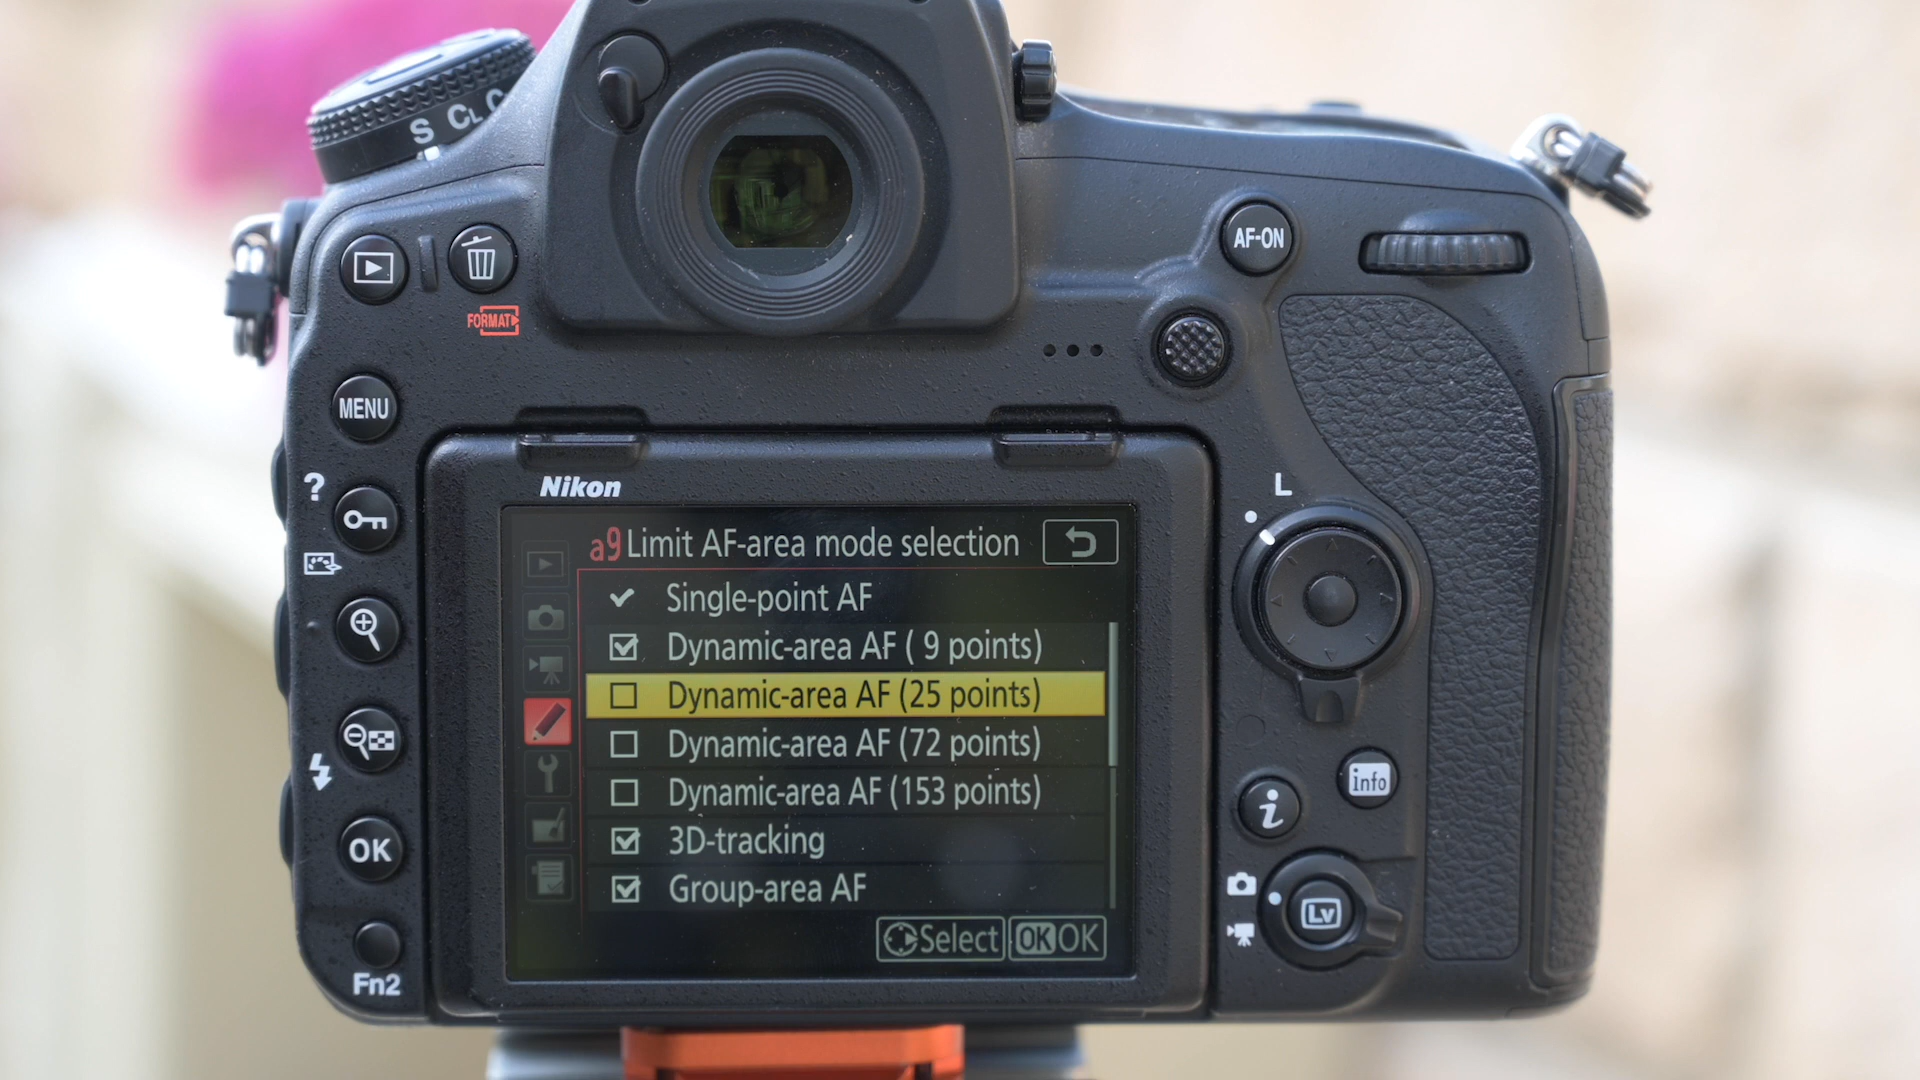 S CL C
AF-ON
FORMAT
MENU
?
L
Nikon
a9 Limit AF-area mode selection
Single-point AF
Dynamic-area AF ( 9 points)
Dynamic-area AF (25 points)
Dynamic-area AF (72 points)
Dynamic-area AF (153 points)
3D-tracking
Group-area AF
Select OK OK
info
i
OK
Lv
Fn2